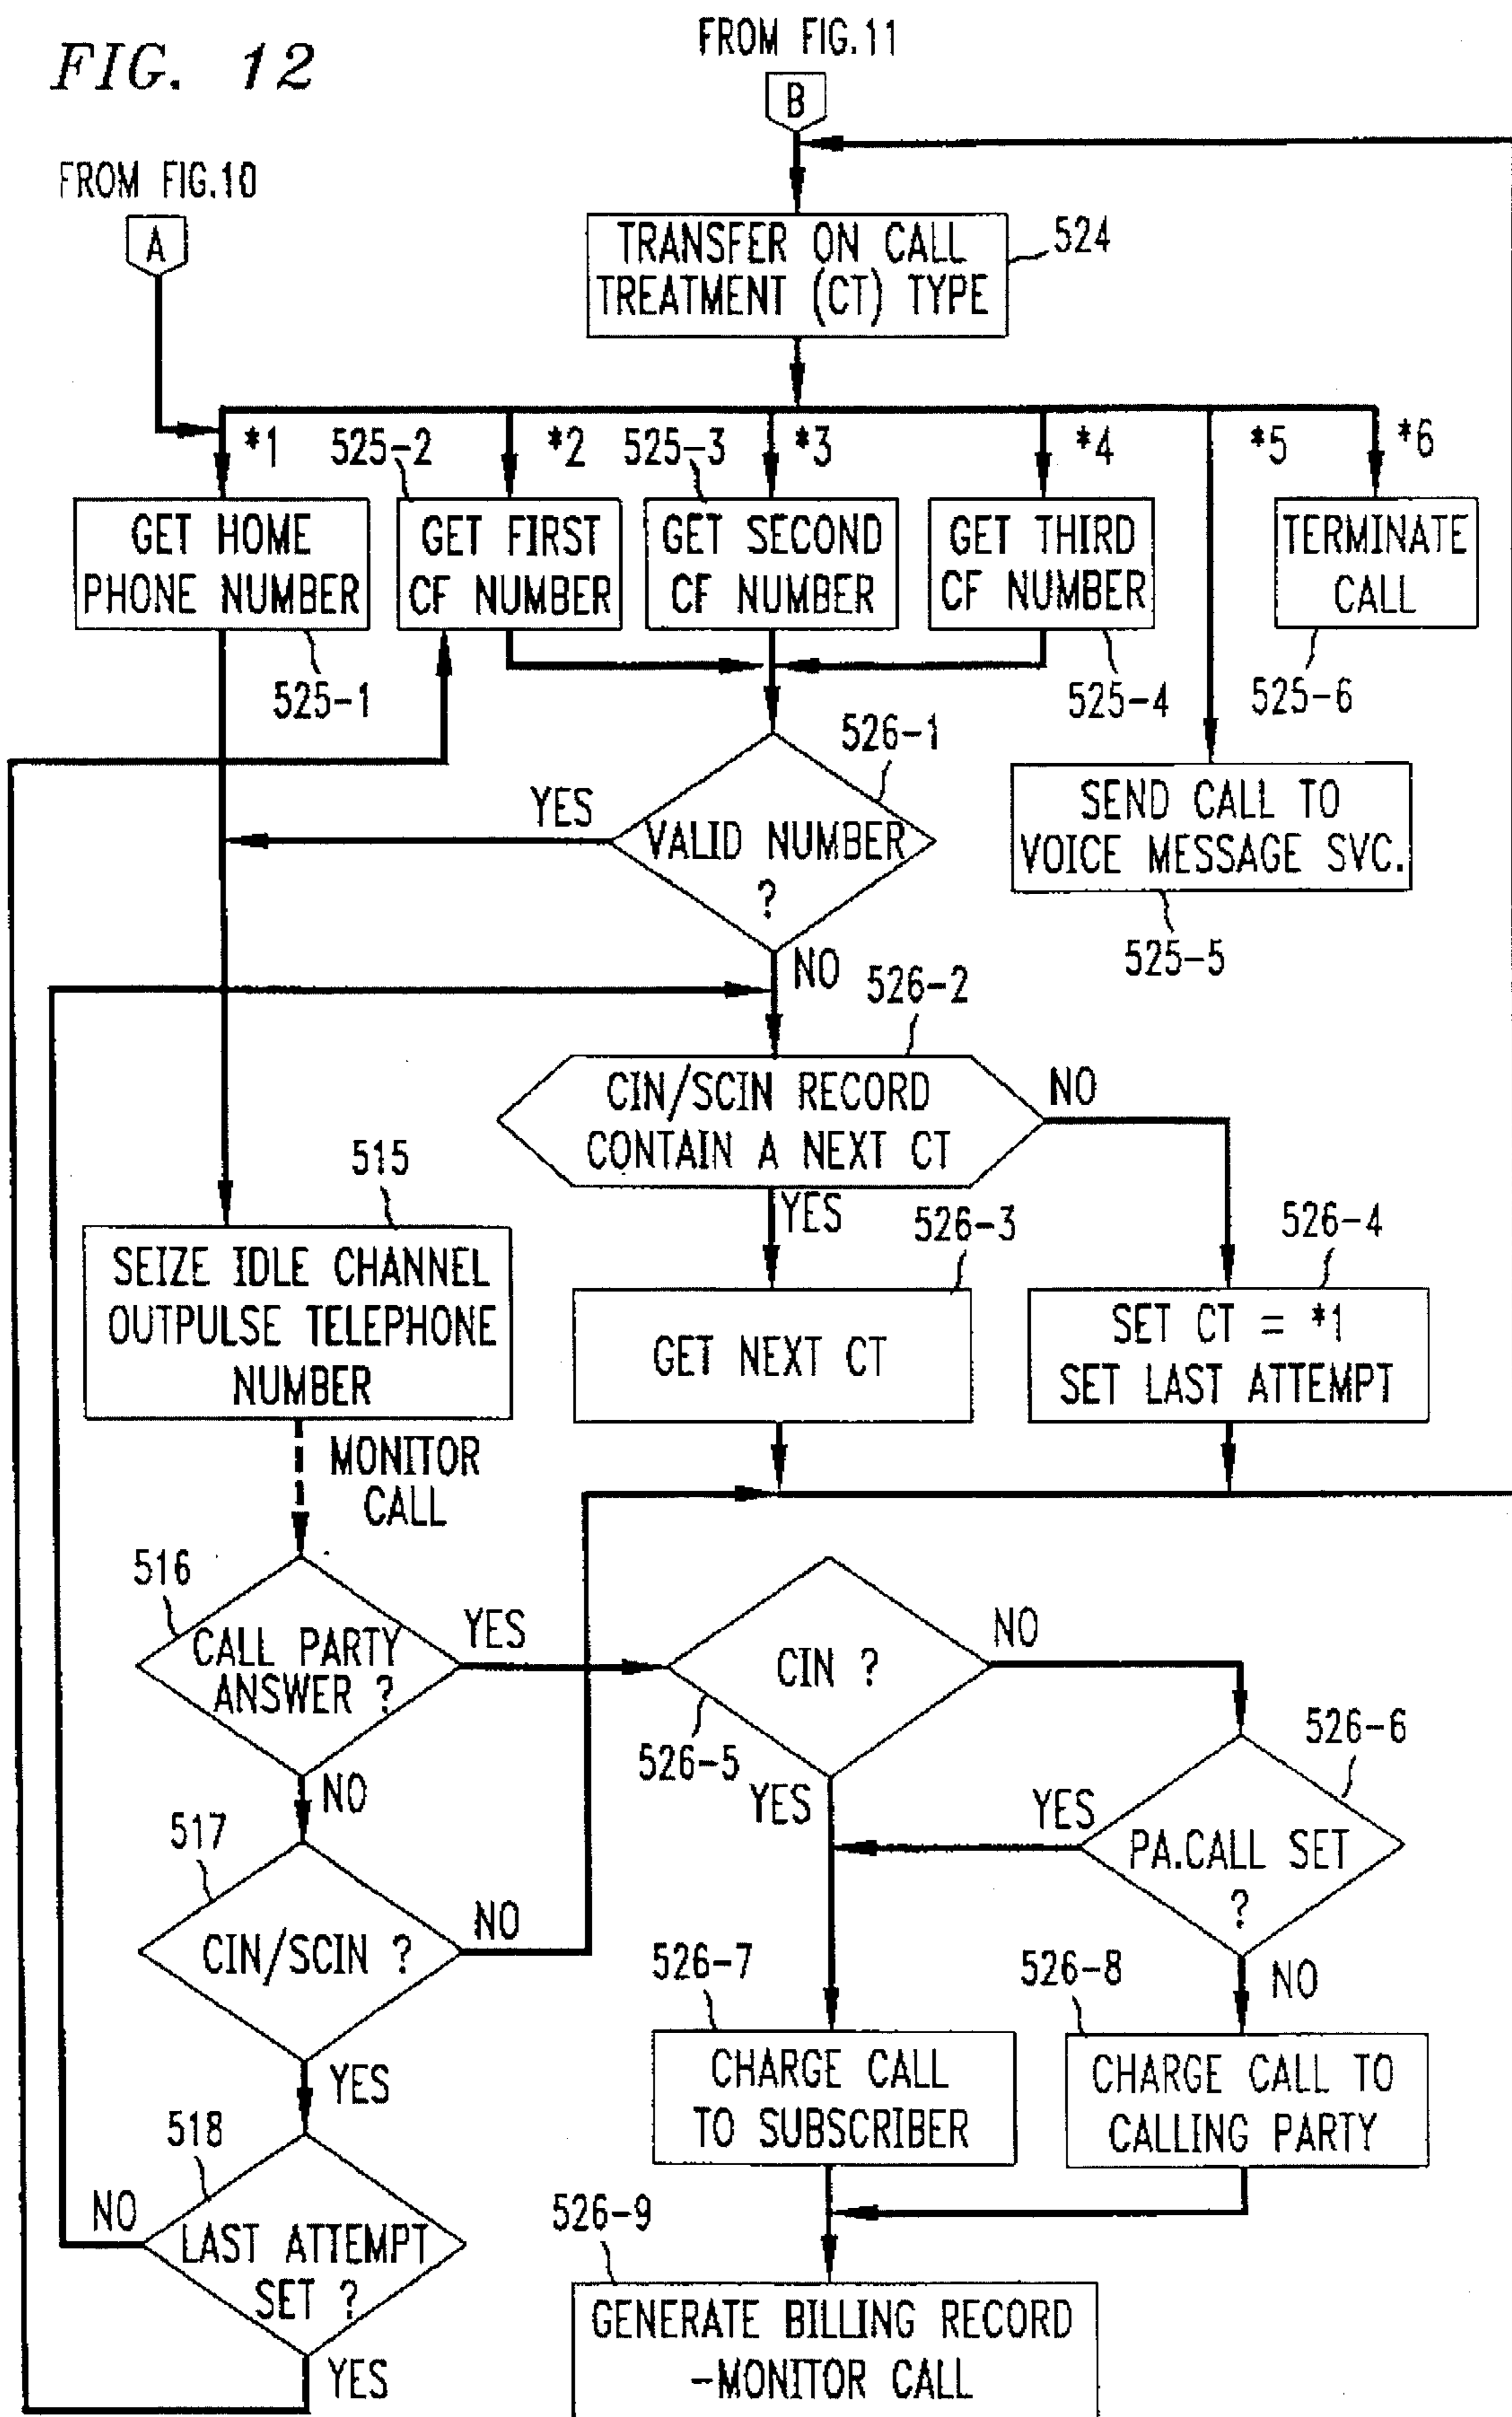 FIG. 12
FROM FIG.11
B
FROM FIG.10
A
TRANSFER ON CALL
TREATMENT (CT) TYPE
524
*1
525-2
*2
525-3
*3
*4
*5
*6
GET HOME
PHONE NUMBER
GET FIRST
CF NUMBER
GET SECOND
CF NUMBER
GET THIRD
CF NUMBER
TERMINATE
CALL
525-1
525-4
525-6
526-1
YES
VALID NUMBER
?
SEND CALL TO
VOICE MESSAGE SVC.
525-5
NO
526-2
CIN/SCIN RECORD
CONTAIN A NEXT CT
NO
YES
515
526-3
526-4
SEIZE IDLE CHANNEL
OUTPULSE TELEPHONE
NUMBER
GET NEXT CT
SET CT = *1
SET LAST ATTEMPT
MONITOR
CALL
516
CALL PARTY
ANSWER ?
YES
CIN ?
NO
526-5
526-6
NO
YES
YES
PA.CALL SET
?
517
CIN/SCIN ?
NO
526-7
526-8
NO
YES
CHARGE CALL
TO SUBSCRIBER
CHARGE CALL TO
CALLING PARTY
518
NO
LAST ATTEMPT
SET ?
YES
526-9
GENERATE BILLING RECORD
-MONITOR CALL